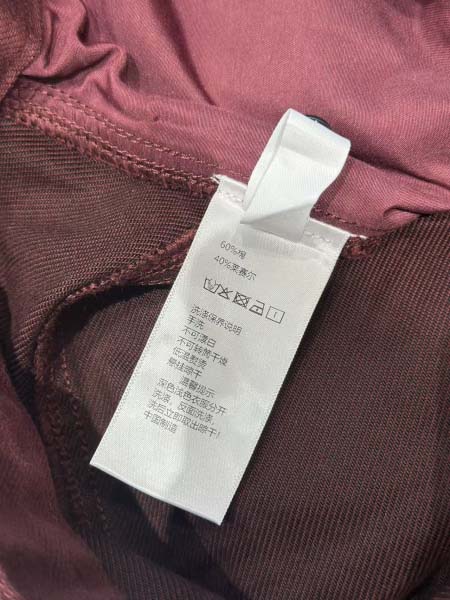 60%棉
40%莱赛尔
洗涤保养说明
手洗
不可漂白
不可转筒干燥
低温熨烫
悬挂晾干
温馨提示
深色浅色衣服分开
洗涤，反面洗涤，
洗后立即取出晾干!
中国制造